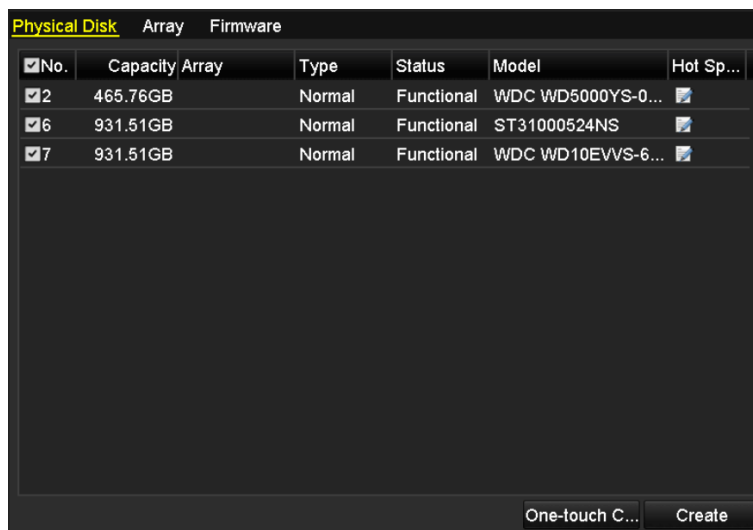 Physical Disk Array Firmware
No. Capacity Array Type Status Model Hot Sp...
2 465.76GB Normal Functional WDC WD5000YS-0...
6 931.51GB Normal Functional ST31000524NS
7 931.51GB Normal Functional WDC WD10EVVS-6...
One-touch C... Create